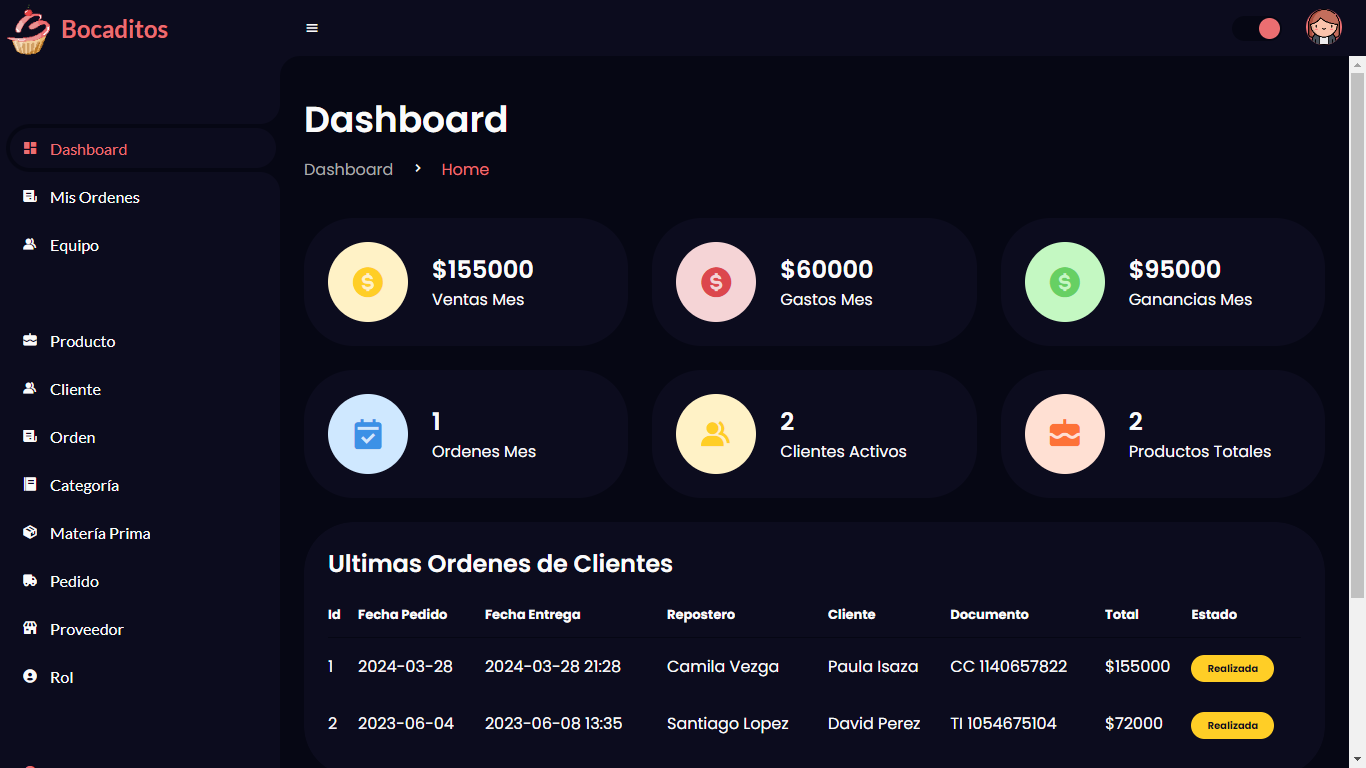 Bocaditos
Dashboard
Mis Ordenes
Equipo
Producto
Cliente
Orden
Categoría
Matería Prima
Pedido
Proveedor
Rol
Dashboard
Dashboard > Home
$155000
Ventas Mes
$60000
Gastos Mes
$95000
Ganancias Mes
1
Ordenes Mes
2
Clientes Activos
2
Productos Totales
Ultimas Ordenes de Clientes
Id Fecha Pedido Fecha Entrega Repostero Cliente Documento Total Estado
1 2024-03-28 2024-03-28 21:28 Camila Vezga Paula Isaza CC 1140657822 $155000 Realizada
2 2023-06-04 2023-06-08 13:35 Santiago Lopez David Perez TI 1054675104 $72000 Realizada